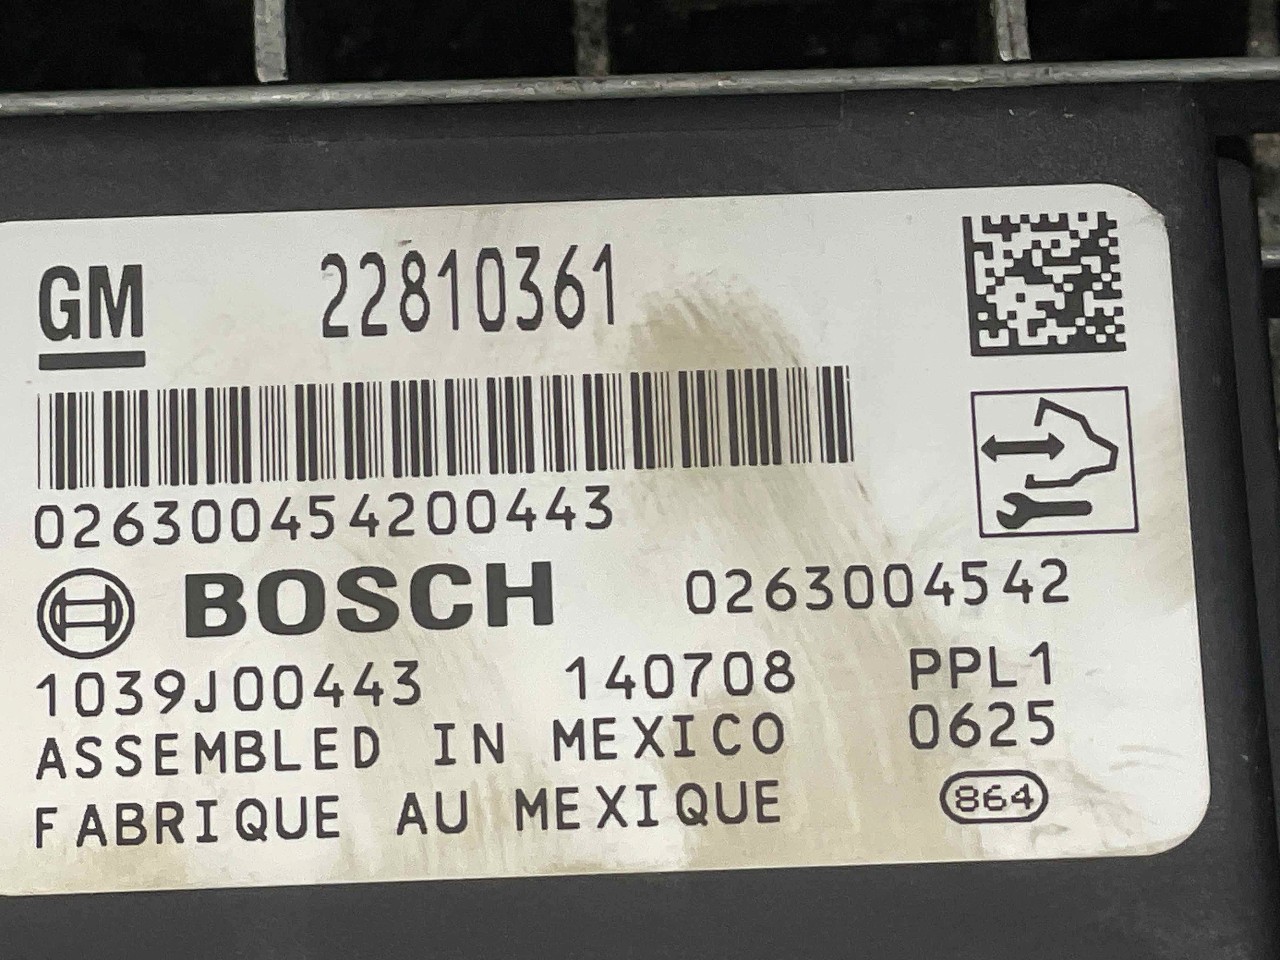 GM 22810361
026300454200443
BOSCH 0263004542
1039J00443 140708 PPL1
ASSEMBLED IN MEXICO 0625
FABRIQUE AU MEXIQUE 864